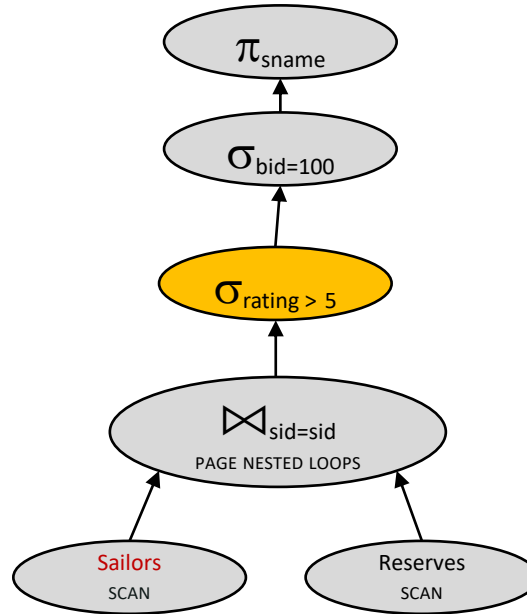 πsname
σbid=100
σrating > 5
⋈sid=sid
PAGE NESTED LOOPS
Sailors
SCAN
Reserves
SCAN